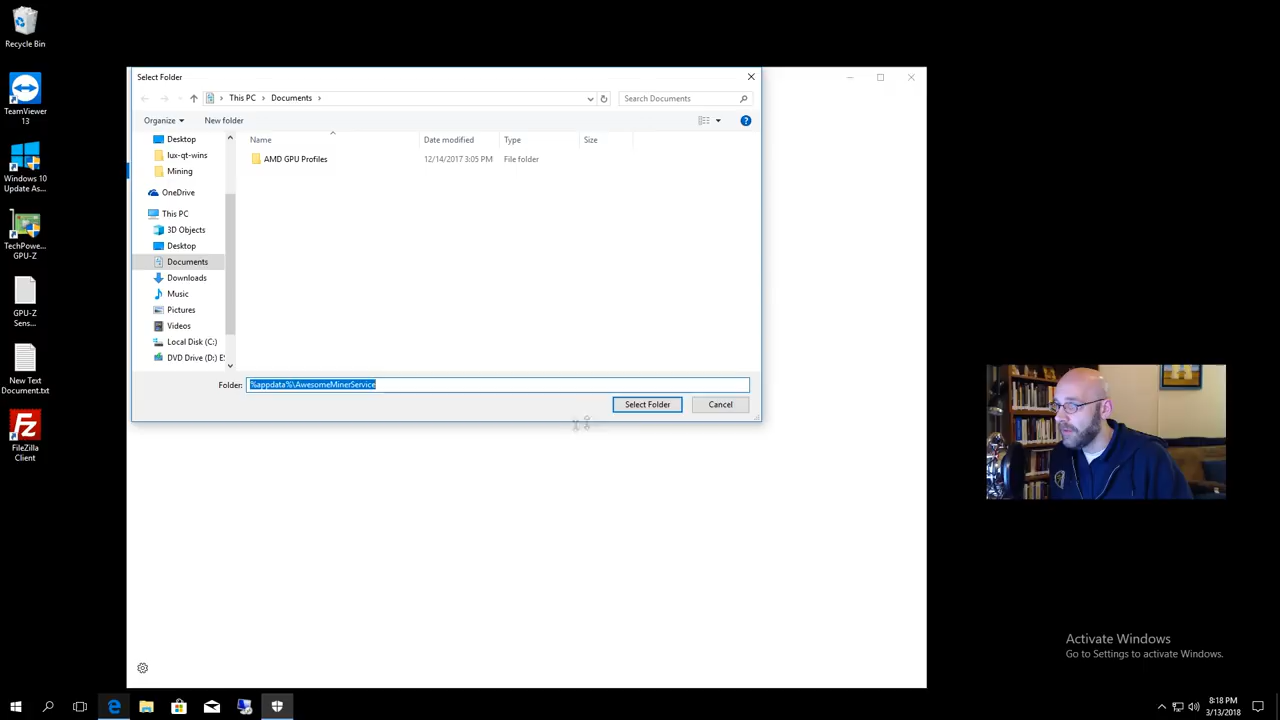 Recycle Bin
TeamViewer
13
Windows 10
Update As...
TechPowe...
GPU-Z
GPU-Z
Sens...
New Text
Document.txt
FileZilla
Client
Select Folder
This PC
Documents
Search Documents
Organize
New folder
Desktop
lux-qt-wins
Mining
OneDrive
This PC
3D Objects
Desktop
Documents
Downloads
Music
Pictures
Videos
Local Disk (C:)
DVD Drive (D:) ES
Name Date modified Type Size
AMD GPU Profiles 12/14/2017 3:05 PM File folder
Folder: %appdata%\AwesomeMinerService
Select Folder Cancel
Activate Windows
Go to Settings to activate Windows.
8:18 PM
3/13/2018